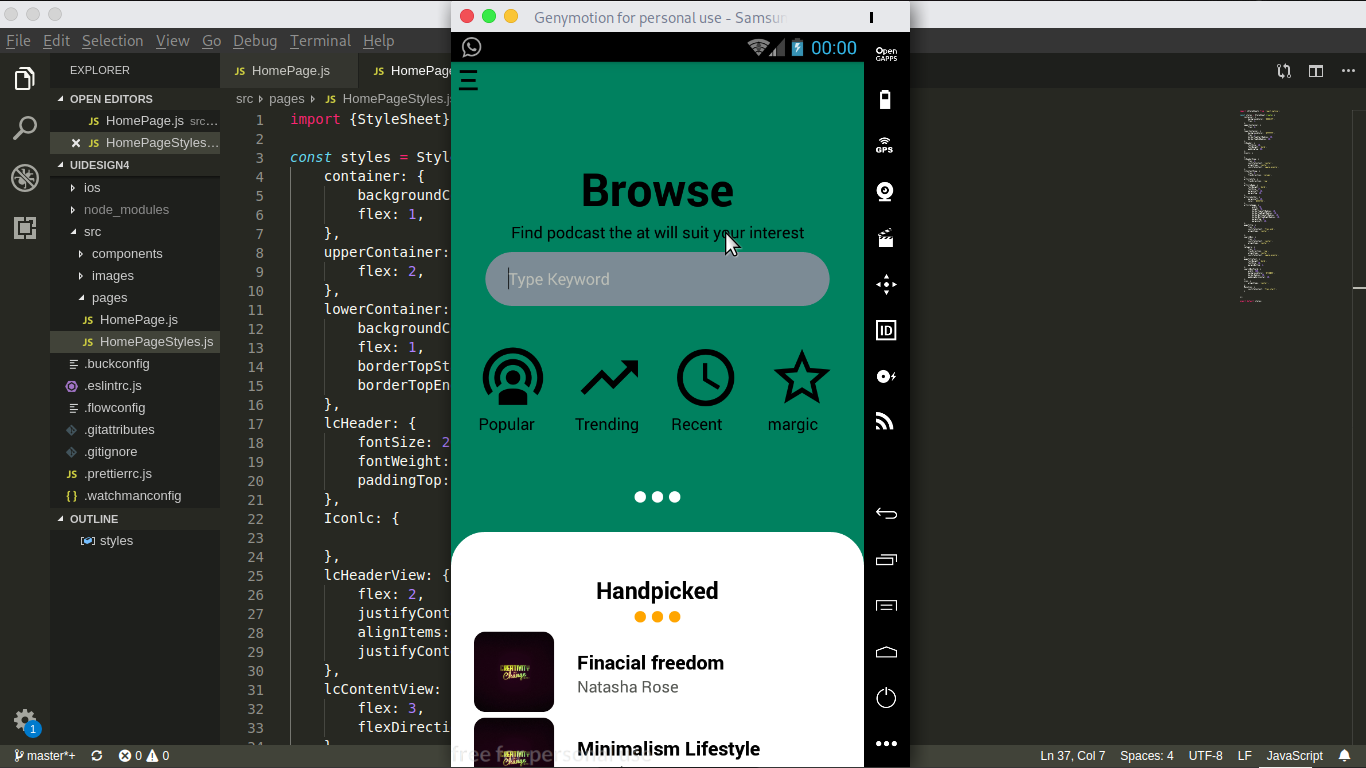 Genymotion for personal use - Samsun
File Edit Selection View Go Debug Terminal Help
00:00
Open
GAPPS
EXPLORER
JS HomePage.js
JS HomePage
OPEN EDITORS
JS HomePage.js src...
JS HomePageStyles...
UIDESIGN4
ios
node_modules
src
components
images
pages
JS HomePage.js
JS HomePageStyles.js
.buckconfig
.eslintrc.js
.flowconfig
.gitattributes
.gitignore
JS .prettierrc.js
{ } .watchmanconfig
OUTLINE
styles
1
master*+
0 0
src pages JS HomePageStyles.js
1 import {StyleSheet}
2
3 const styles = Style
4 container: {
5 backgroundC
6 flex: 1,
7 },
8 upperContainer:
9 flex: 2,
10 },
11 lowerContainer:
12 backgroundC
13 flex: 1,
14 borderTopSt
15 borderTopEn
16 },
17 lcHeader: {
18 fontSize: 2
19 fontWeight:
20 paddingTop:
21 },
22 Iconlc: {
23
24 },
25 lcHeaderView: {
26 flex: 2,
27 justifyCont
28 alignItems:
29 justifyCont
30 },
31 lcContentView:
32 flex: 3,
33 flexDirecti
34 }
Browse
Find podcast the at will suit your interest
Type Keyword
Popular Trending Recent margic
Handpicked
Finacial freedom
Natasha Rose
Minimalism Lifestyle
free for personal use
GPS
ID
Ln 37, Col 7 Spaces: 4 UTF-8 LF JavaScript